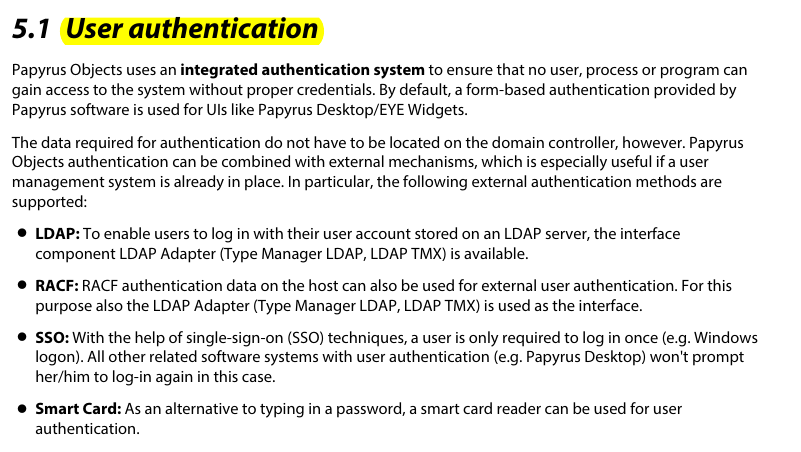 5.1 User authentication
Papyrus Objects uses an integrated authentication system to ensure that no user, process or program can
gain access to the system without proper credentials. By default, a form-based authentication provided by
Papyrus software is used for UIs like Papyrus Desktop/EYE Widgets.
The data required for authentication do not have to be located on the domain controller, however. Papyrus
Objects authentication can be combined with external mechanisms, which is especially useful if a user
management system is already in place. In particular, the following external authentication methods are
supported:
● LDAP: To enable users to log in with their user account stored on an LDAP server, the interface
component LDAP Adapter (Type Manager LDAP, LDAP TMX) is available.
● RACF: RACF authentication data on the host can also be used for external user authentication. For this
purpose also the LDAP Adapter (Type Manager LDAP, LDAP TMX) is used as the interface.
● SSO: With the help of single-sign-on (SSO) techniques, a user is only required to log in once (e.g. Windows
logon). All other related software systems with user authentication (e.g. Papyrus Desktop) won't prompt
her/him to log-in again in this case.
● Smart Card: As an alternative to typing in a password, a smart card reader can be used for user
authentication.